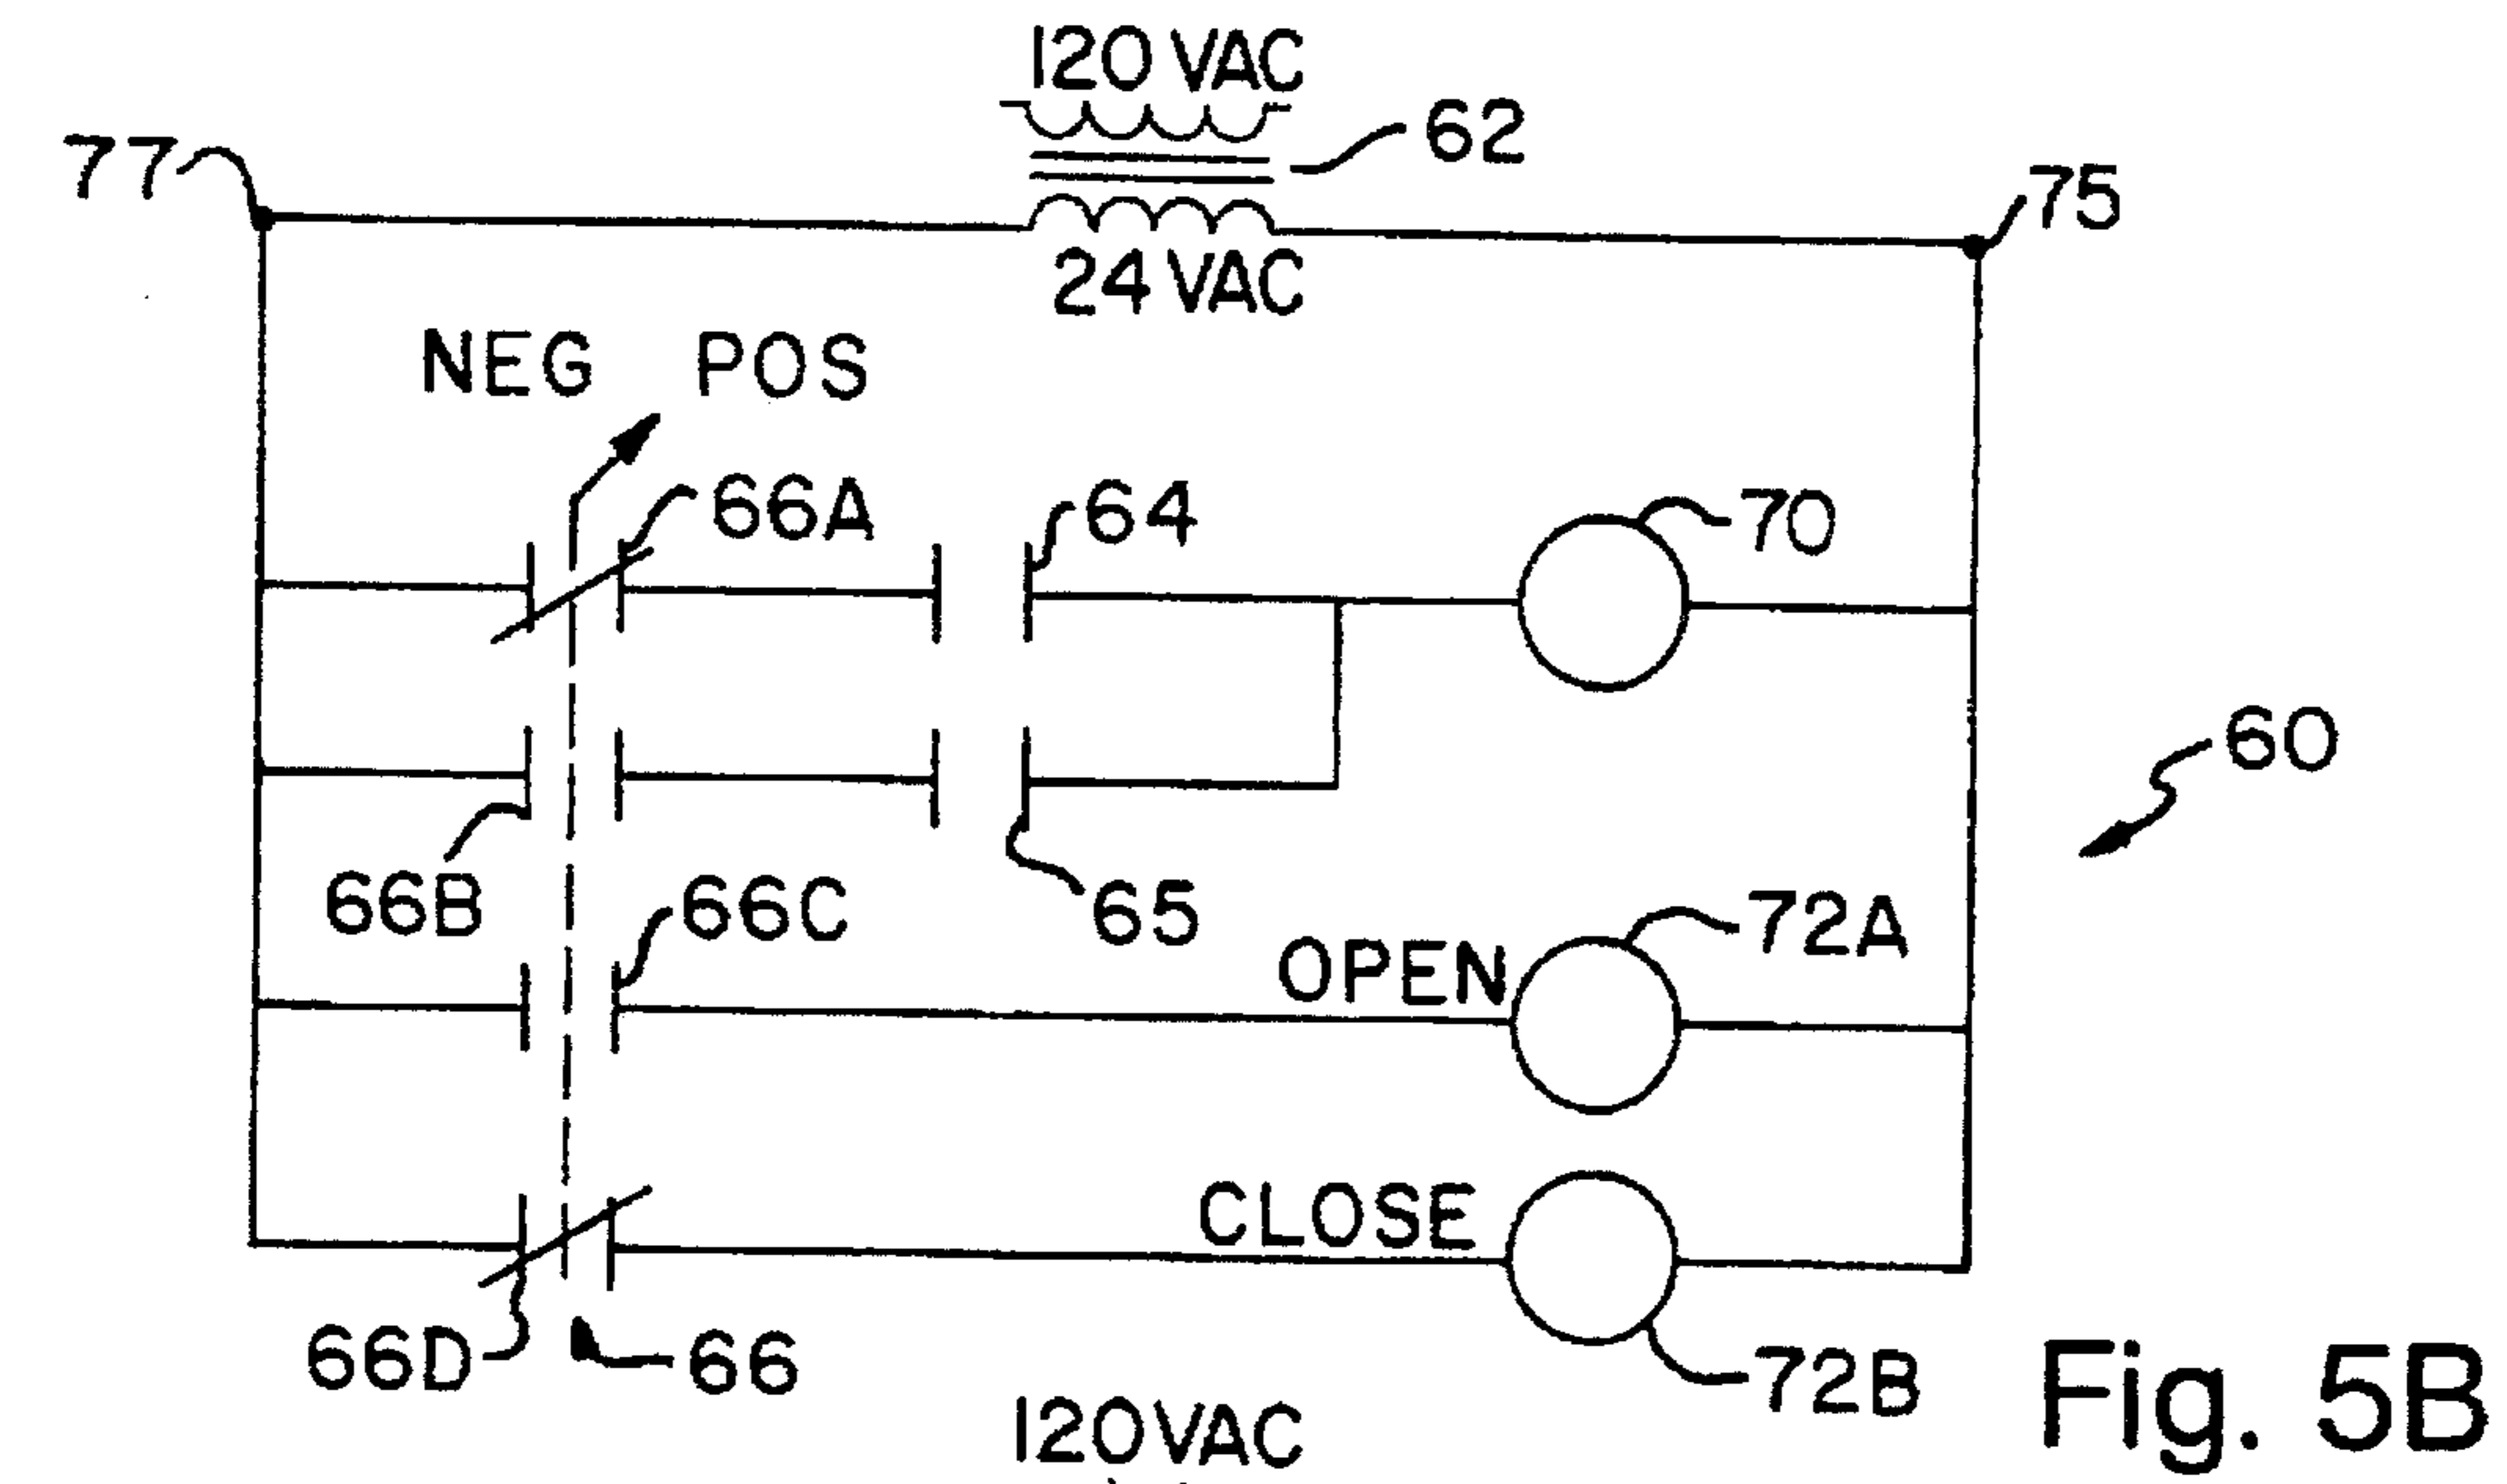 120 VAC
62
77
75
24 VAC
NEG POS
66A
64
70
60
66B
66C
65
72A
OPEN
CLOSE
66D
66
72B
Fig. 5B
120VAC